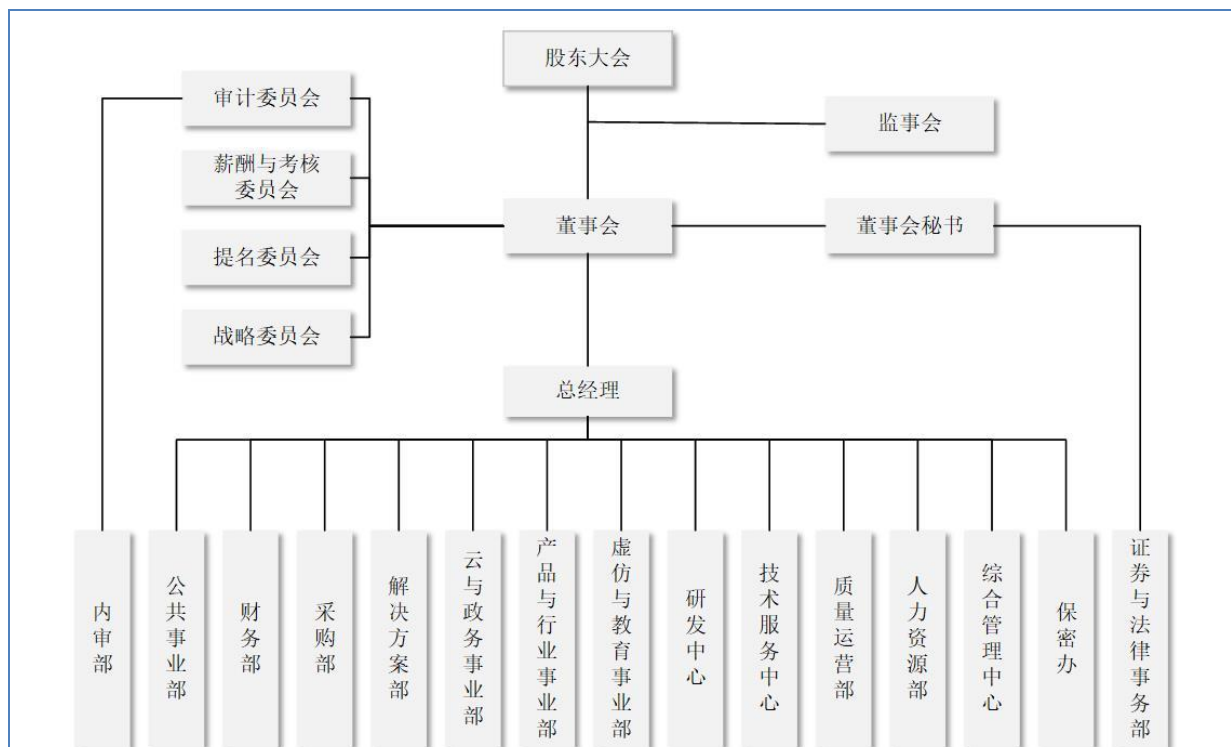 股东大会
审计委员会
监事会
薪酬与考核
委员会
董事会
董事会秘书
提名委员会
战略委员会
总经理
内审部
公共事业部
财务部
采购部
解决方案部
云与政务事业部
产品与行业事业部
虚仿与教育事业部
研发中心
技术服务中心
质量运营部
人力资源部
综合管理中心
保密办
证券与法律事务部